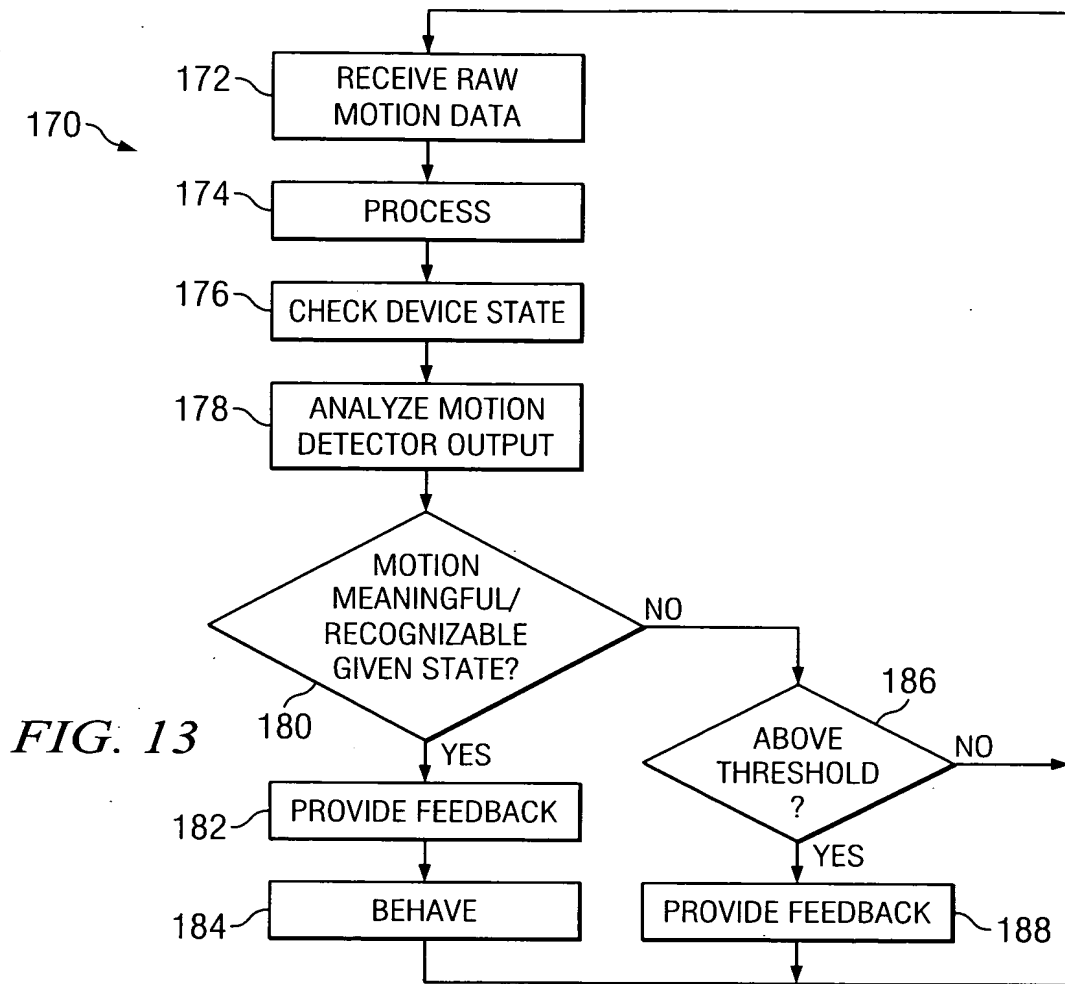 172
RECEIVE RAW
MOTION DATA
170
174
PROCESS
176
CHECK DEVICE STATE
178
ANALYZE MOTION
DETECTOR OUTPUT
MOTION
MEANINGFUL/
RECOGNIZABLE
GIVEN STATE?
NO
180
YES
186
ABOVE
THRESHOLD
?
NO
YES
FIG. 13
182
PROVIDE FEEDBACK
184
BEHAVE
PROVIDE FEEDBACK
188